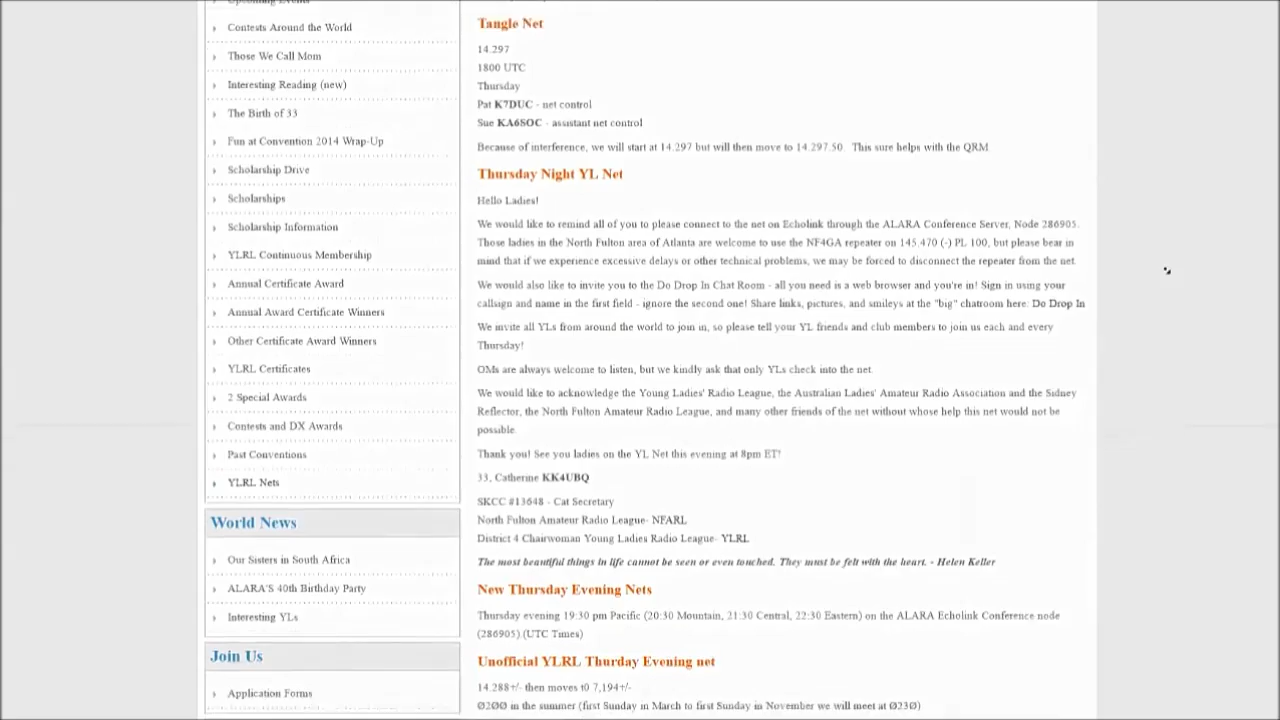 Upcoming Events
Contests Around the World
Those We Call Mom
Interesting Reading (new)
The Birth of 33
Fun at Convention 2014 Wrap-Up
Scholarship Drive
Scholarships
Scholarship Information
YLRL Continuous Membership
Annual Certificate Award
Annual Award Certificate Winners
Other Certificate Award Winners
YLRL Certificates
2 Special Awards
Contests and DX Awards
Past Conventions
YLRL Nets
World News
Our Sisters in South Africa
ALARA'S 40th Birthday Party
Interesting YLs
Join Us
Application Forms
Tangle Net
14.297
1800 UTC
Thursday
Pat K7DUC - net control
Sue KA6SOC - assistant net control
Because of interference, we will start at 14.297 but will then move to 14.297.50. This sure helps with the QRM
Thursday Night YL Net
Hello Ladies!
We would like to remind all of you to please connect to the net on Echolink through the ALARA Conference Server, Node 286905.
Those ladies in the North Fulton area of Atlanta are welcome to use the NF4GA repeater on 145.470 (-) PL 100, but please bear in
mind that if we experience excessive delays or other technical problems, we may be forced to disconnect the repeater from the net.
We would also like to invite you to the Do Drop In Chat Room - all you need is a web browser and you're in! Sign in using your
callsign and name in the first field - ignore the second one! Share links, pictures, and smileys at the "big" chatroom here: Do Drop In
We invite all YLs from around the world to join in, so please tell your YL friends and club members to join us each and every
Thursday!
OMs are always welcome to listen, but we kindly ask that only YLs check into the net.
We would like to acknowledge the Young Ladies' Radio League, the Australian Ladies' Amateur Radio Association and the Sidney
Reflector, the North Fulton Amateur Radio League, and many other friends of the net without whose help this net would not be
possible.
Thank you! See you ladies on the YL Net this evening at 8pm ET!
33, Catherine KK4UBQ
SKCC #13648 - Cat Secretary
North Fulton Amateur Radio League- NFARL
District 4 Chairwoman Young Ladies Radio League- YLRL
The most beautiful things in life cannot be seen or even touched. They must be felt with the heart. - Helen Keller
New Thursday Evening Nets
Thursday evening 19:30 pm Pacific (20:30 Mountain, 21:30 Central, 22:30 Eastern) on the ALARA Echolink Conference node
(286905).(UTC Times)
Unofficial YLRL Thurday Evening net
14.288+/- then moves t0 7,194+/-
Ø2ØØ in the summer (first Sunday in March to first Sunday in November we will meet at Ø23Ø)